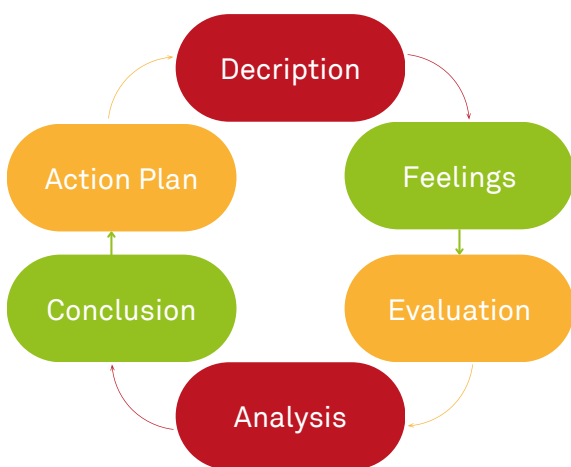 Decription
Feelings
Evaluation
Analysis
Conclusion
Action Plan